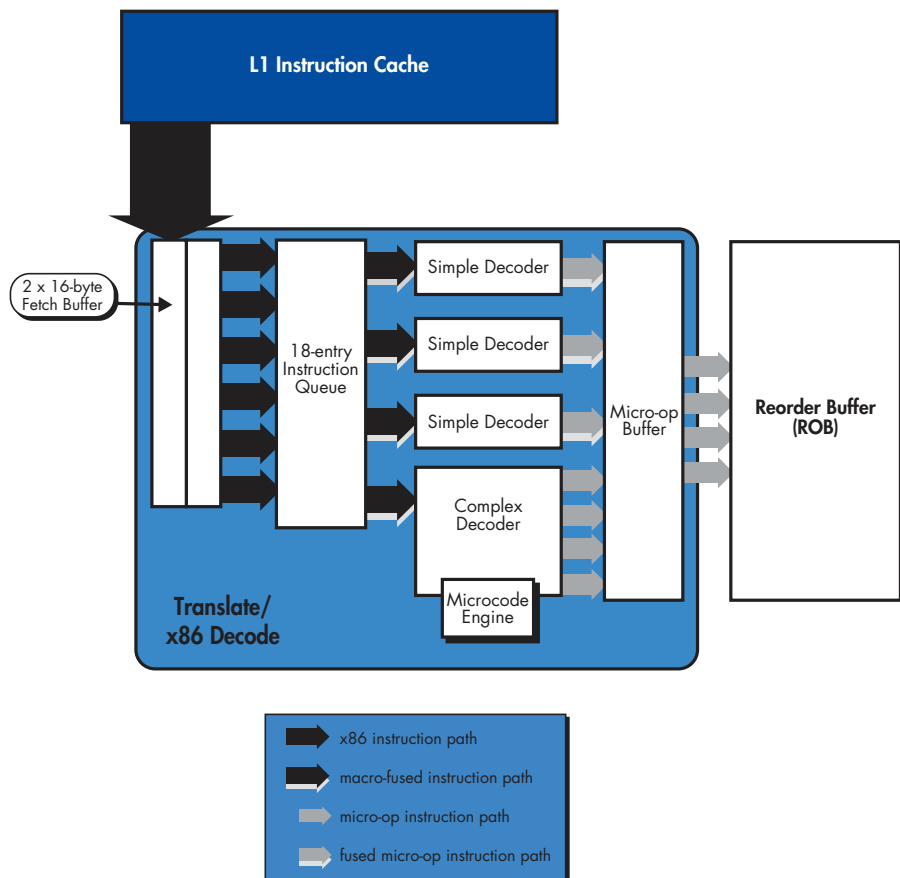 L1 Instruction Cache
2 x 16-byte
Fetch Buffer
18-entry
Instruction
Queue
Simple Decoder
Simple Decoder
Simple Decoder
Complex
Decoder
Microcode
Engine
Micro-op
Buffer
Reorder Buffer
(ROB)
Translate/
x86 Decode
x86 instruction path
macro-fused instruction path
micro-op instruction path
fused micro-op instruction path